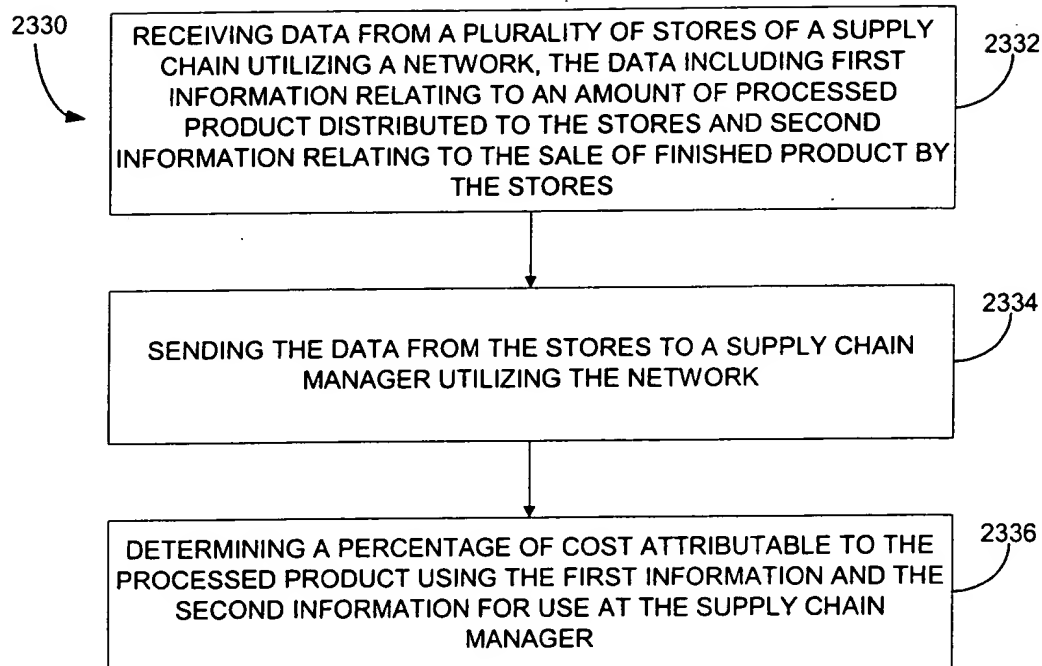 2330
RECEIVING DATA FROM A PLURALITY OF STORES OF A SUPPLY
CHAIN UTILIZING A NETWORK, THE DATA INCLUDING FIRST
INFORMATION RELATING TO AN AMOUNT OF PROCESSED
PRODUCT DISTRIBUTED TO THE STORES AND SECOND
INFORMATION RELATING TO THE SALE OF FINISHED PRODUCT BY
THE STORES
2332
SENDING THE DATA FROM THE STORES TO A SUPPLY CHAIN
MANAGER UTILIZING THE NETWORK
2334
DETERMINING A PERCENTAGE OF COST ATTRIBUTABLE TO THE
PROCESSED PRODUCT USING THE FIRST INFORMATION AND THE
SECOND INFORMATION FOR USE AT THE SUPPLY CHAIN
MANAGER
2336